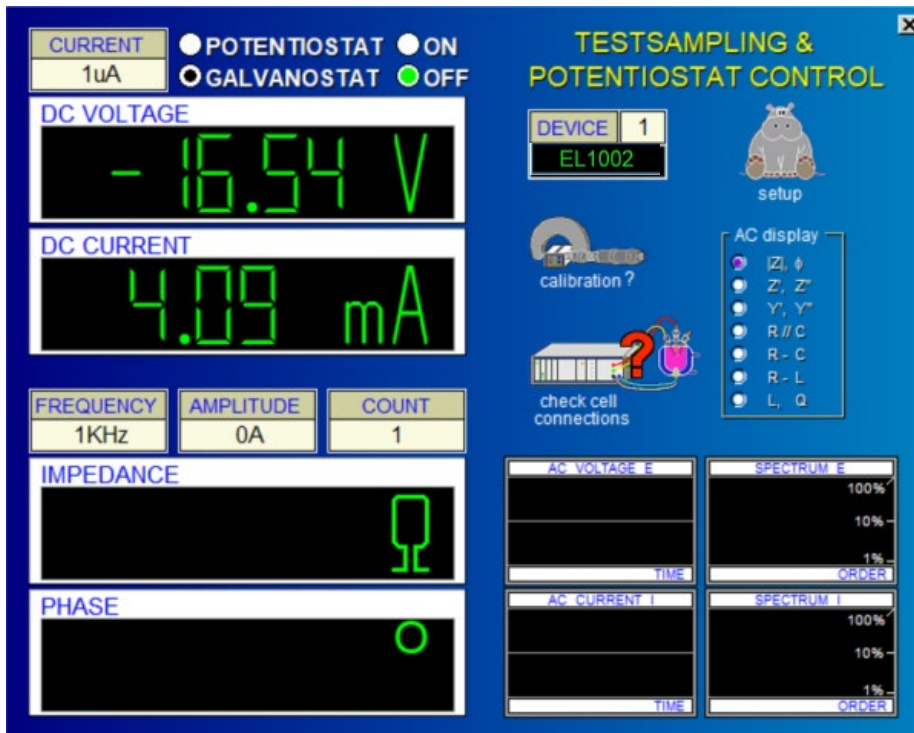 CURRENT
1uA
POTENTIOSTAT
ON
GALVANOSTAT
OFF
DC VOLTAGE
-16.54 V
DC CURRENT
4.09 mA
FREQUENCY
1KHz
AMPLITUDE
0A
COUNT
1
IMPEDANCE
Ω
PHASE
°
TESTSAMPLING &
POTENTIOSTAT CONTROL
DEVICE 1
EL1002
setup
calibration ?
?
check cell
connections
AC display
|Z|, ϕ
Z', Z"
Y', Y"
R // C
R - C
R - L
L, Q
AC VOLTAGE E
TIME
SPECTRUM E
100%
10%
1%
ORDER
AC CURRENT I
TIME
SPECTRUM I
100%
10%
1%
ORDER